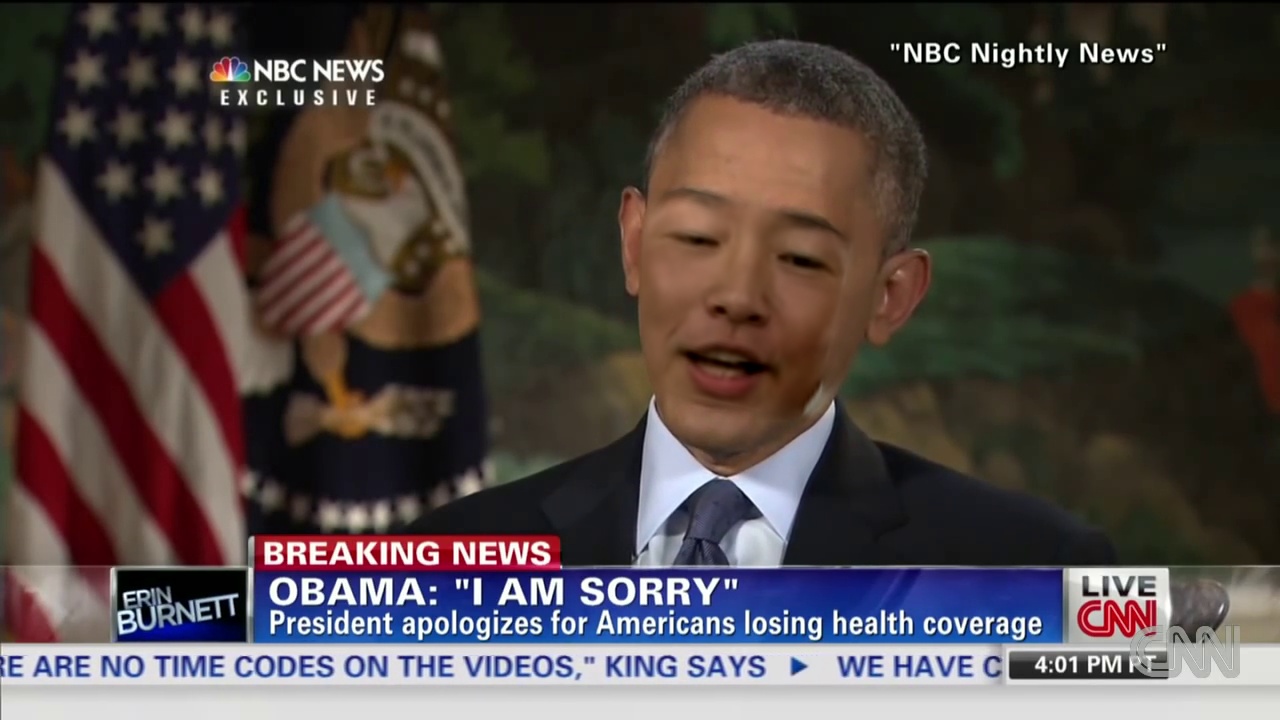 "NBC Nightly News"
NBC NEWS
EXCLUSIVE
BREAKING NEWS
ERIN
BURNETT
OBAMA: "I AM SORRY"
President apologizes for Americans losing health coverage
LIVE
CNN
RE ARE NO TIME CODES ON THE VIDEOS," KING SAYS
WE HAVE C
4:01 PM PT
CNN